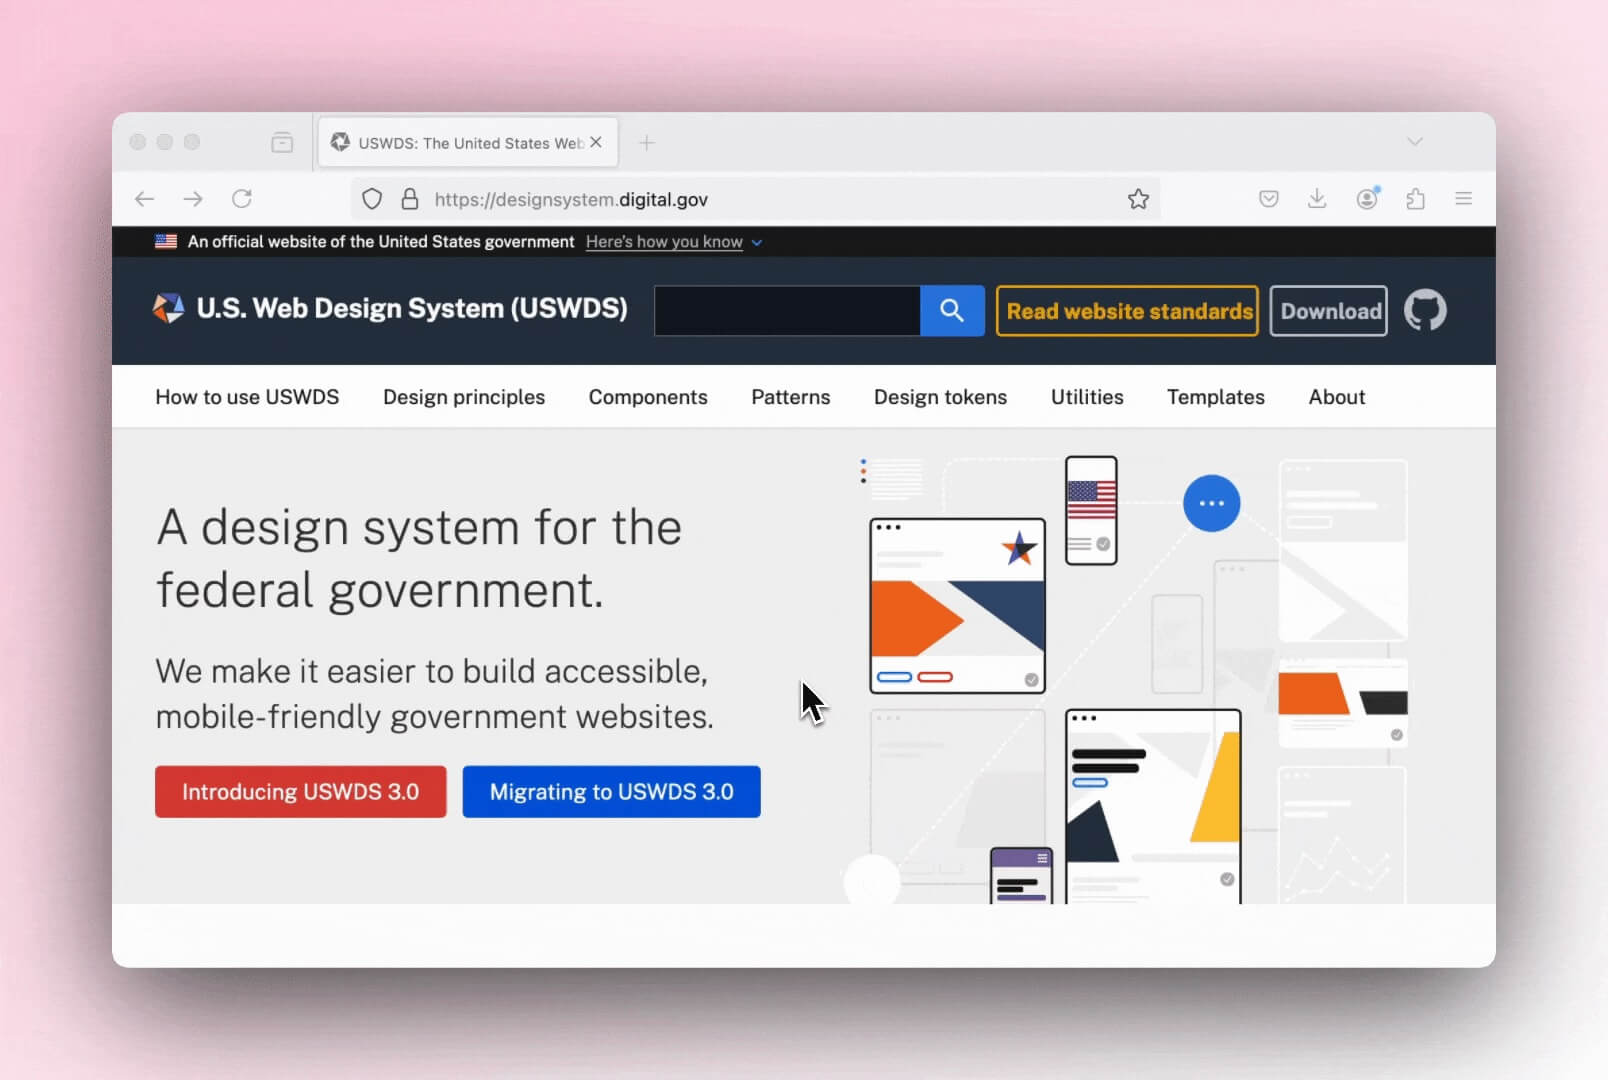 USWDS: The United States Web
https://designsystem.digital.gov
An official website of the United States government Here's how you know
U.S. Web Design System (USWDS)
Read website standards
Download
How to use USWDS Design principles Components Patterns Design tokens Utilities Templates About
A design system for the
federal government.
We make it easier to build accessible,
mobile-friendly government websites.
Introducing USWDS 3.0 Migrating to USWDS 3.0